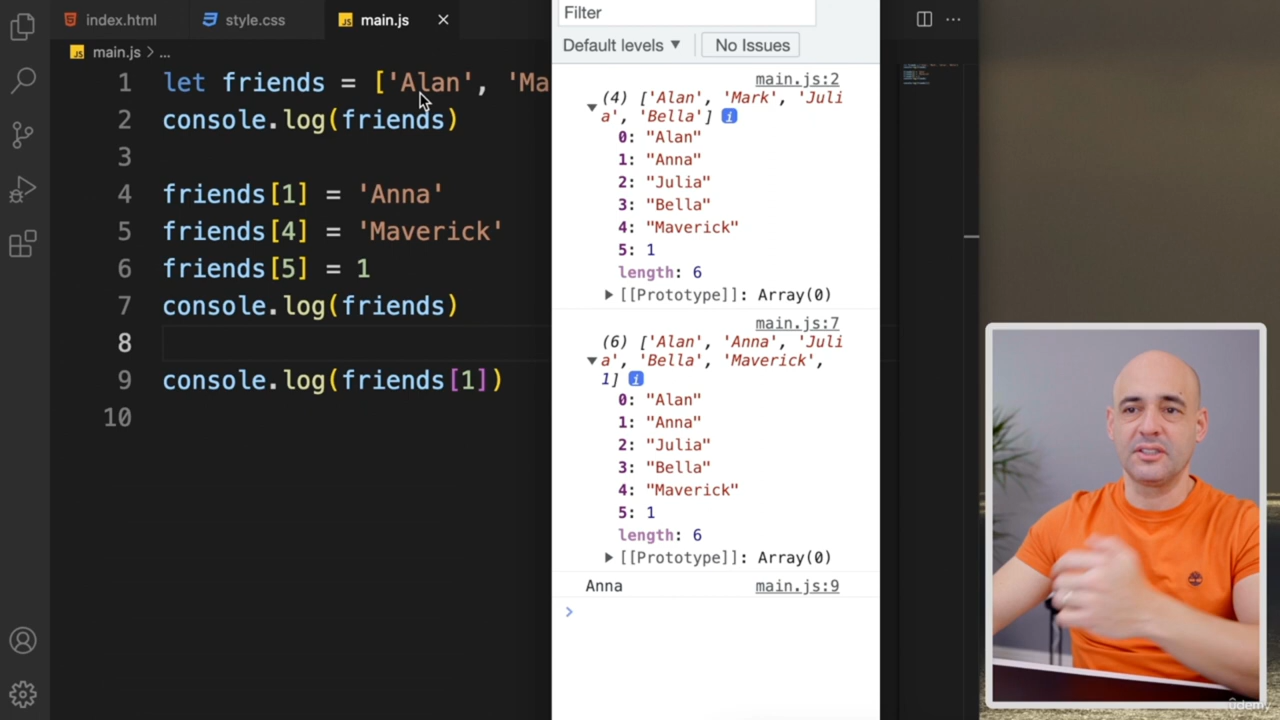 index.html
style.css
JS main.js
JS main.js > ...
1 let friends = ['Alan' , 'Ma
2 console.log(friends)
3
4 friends[1] = 'Anna'
5 friends[4] = 'Maverick'
6 friends[5] = 1
7 console.log(friends)
8
9 console.log(friends[1])
10
Filter
Default levels ▼ No Issues
main.js:2
(4) ['Alan', 'Mark', 'Juli
a', 'Bella'] i
0: "Alan"
1: "Anna"
2: "Julia"
3: "Bella"
4: "Maverick"
5: 1
length: 6
[[Prototype]]: Array(0)
main.js:7
(6) ['Alan', 'Anna', 'Juli
a', 'Bella', 'Maverick',
1] i
0: "Alan"
1: "Anna"
2: "Julia"
3: "Bella"
4: "Maverick"
5: 1
length: 6
[[Prototype]]: Array(0)
Anna main.js:9
>
udemy